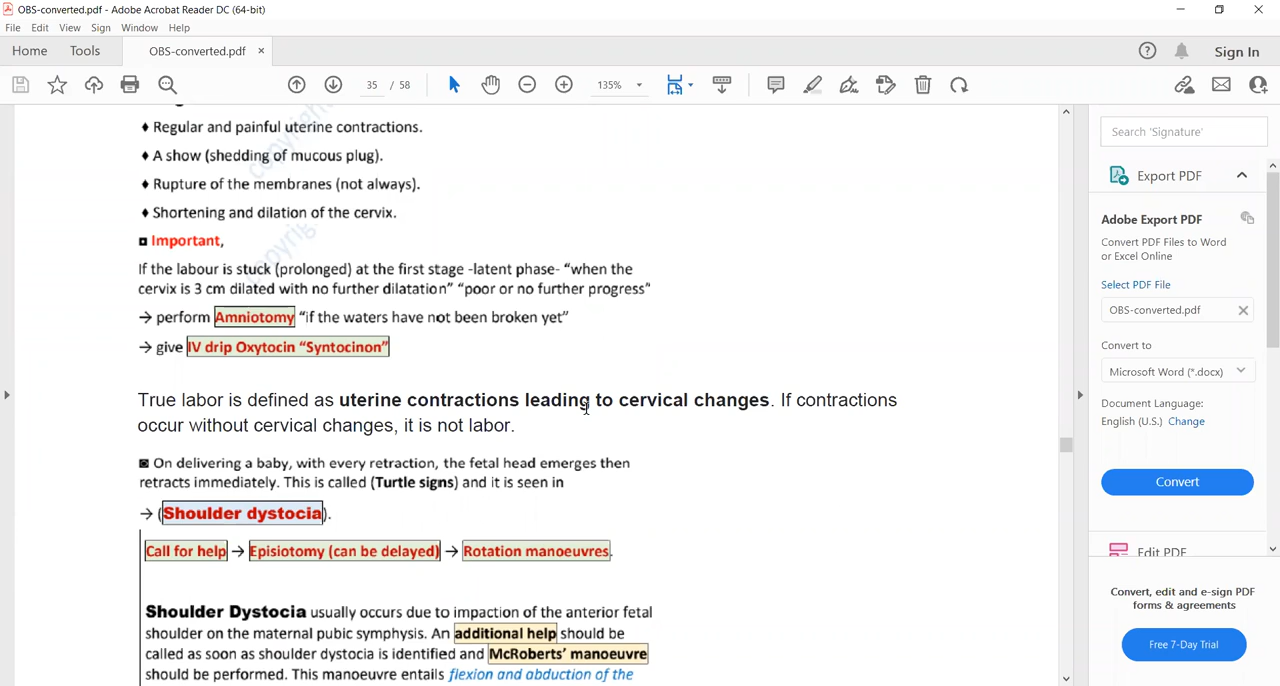 OBS-converted.pdf - Adobe Acrobat Reader DC (64-bit)
File Edit View Sign Window Help
Home Tools OBS-converted.pdf × Sign In
35 / 58 135%
♦ Regular and painful uterine contractions.
♦ A show (shedding of mucous plug).
♦ Rupture of the membranes (not always).
♦ Shortening and dilation of the cervix.
Important,
If the labour is stuck (prolonged) at the first stage -latent phase- “when the
cervix is 3 cm dilated with no further dilatation” “poor or no further progress”
→ perform Amniotomy “if the waters have not been broken yet”
→ give IV drip Oxytocin “Syntocinon”
True labor is defined as uterine contractions leading to cervical changes. If contractions
occur without cervical changes, it is not labor.
On delivering a baby, with every retraction, the fetal head emerges then
retracts immediately. This is called (Turtle signs) and it is seen in
→ (Shoulder dystocia).
Call for help → Episiotomy (can be delayed) → Rotation manoeuvres.
Shoulder Dystocia usually occurs due to impaction of the anterior fetal
shoulder on the maternal pubic symphysis. An additional help should be
called as soon as shoulder dystocia is identified and McRoberts’ manoeuvre
should be performed. This manoeuvre entails flexion and abduction of the
copyright
copyright
Search 'Signature'
Export PDF
Adobe Export PDF
Convert PDF Files to Word
or Excel Online
Select PDF File
OBS-converted.pdf
Convert to
Microsoft Word (*.docx)
Document Language:
English (U.S.) Change
Convert
Edit PDF
Convert, edit and e-sign PDF
forms & agreements
Free 7-Day Trial